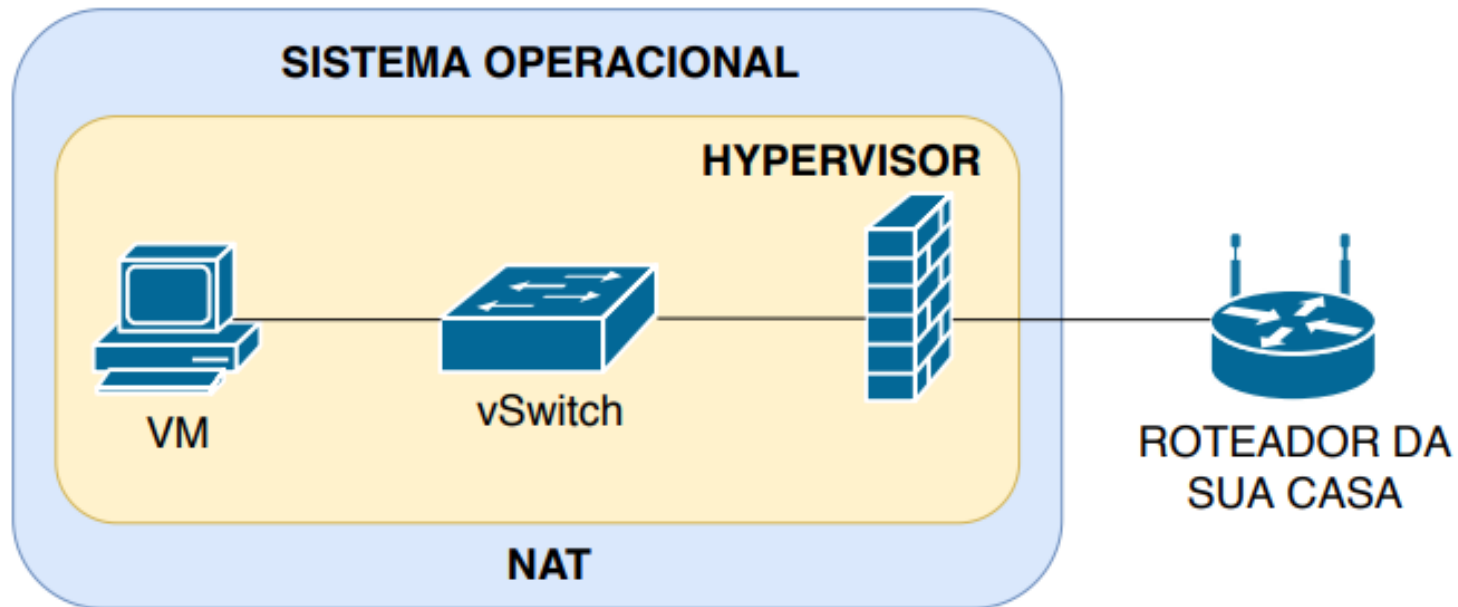 SISTEMA OPERACIONAL
HYPERVISOR
VM
vSwitch
ROTEADOR DA
SUA CASA
NAT